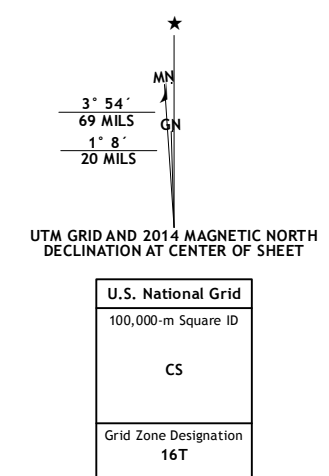 ★
MN
3° 54´
69 MILS
GN
1° 8´
20 MILS
UTM GRID AND 2014 MAGNETIC NORTH
DECLINATION AT CENTER OF SHEET
U.S. National Grid
100,000-m Square ID
CS
Grid Zone Designation
16T